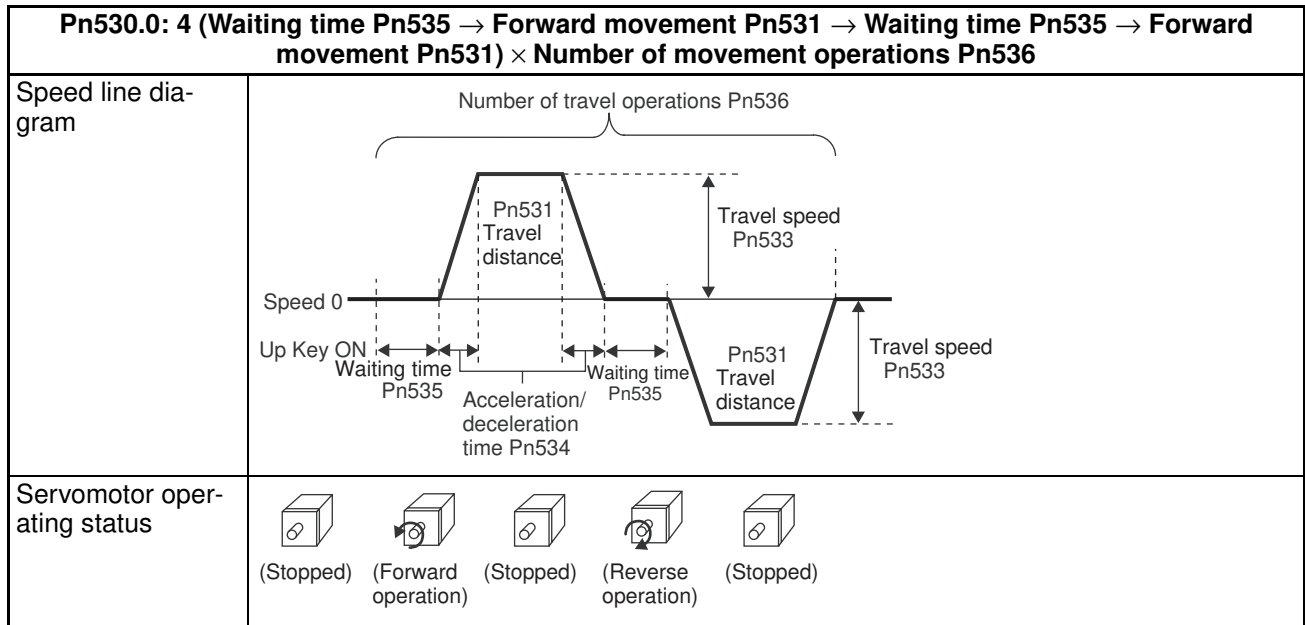 Pn530.0: 4 (Waiting time Pn535 → Forward movement Pn531 → Waiting time Pn535 → Forward
movement Pn531) × Number of movement operations Pn536
Speed line dia-
gram
Number of travel operations Pn536
Pn531
Travel
distance
Travel speed
Pn533
Speed 0
Up Key ON
Waiting time
Pn535
Acceleration/
deceleration
time Pn534
Waiting time
Pn535
Pn531
Travel
distance
Travel speed
Pn533
Servomotor oper-
ating status
(Stopped)
(Forward
operation)
(Stopped)
(Reverse
operation)
(Stopped)